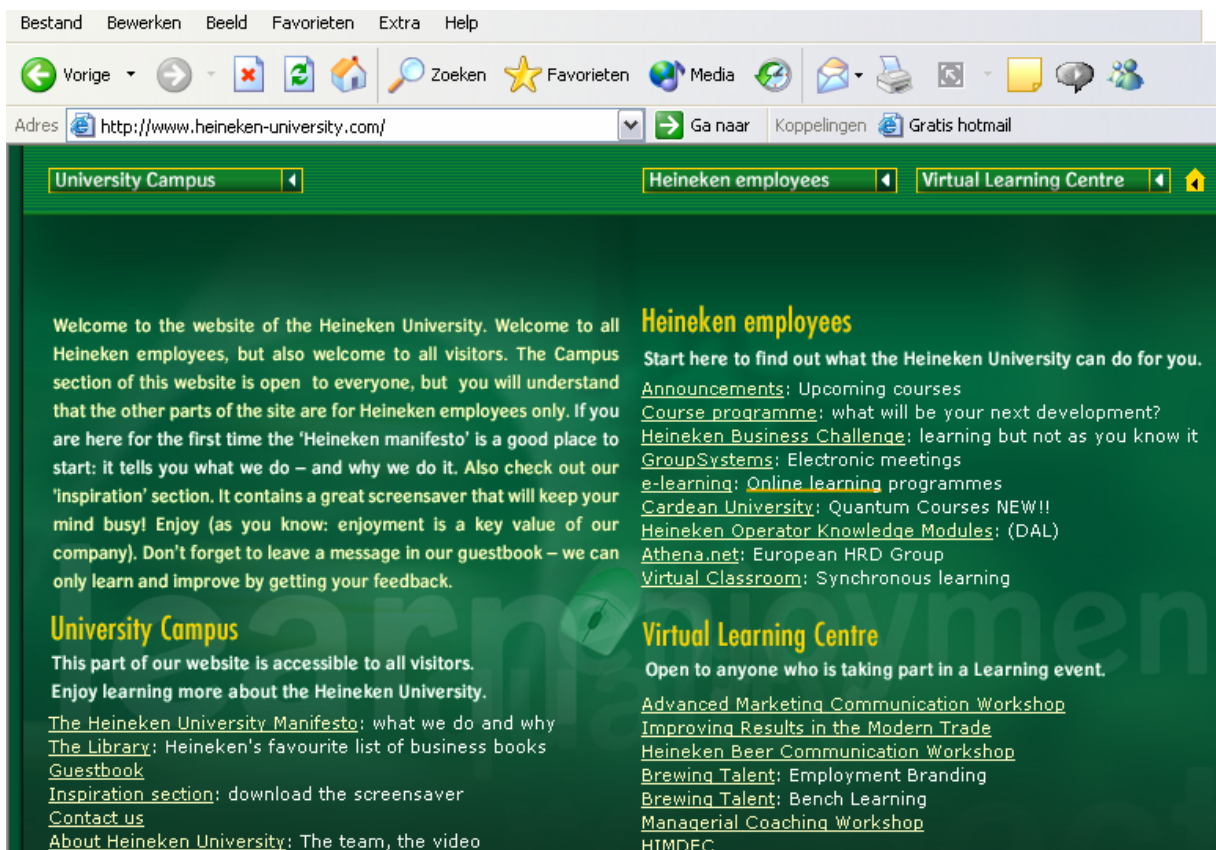 Bestand Bewerken Beeld Favorieten Extra Help
Vorige Zoeken Favorieten Media
Adres http://www.heineken-university.com/ Ga naar Koppelingen Gratis hotmail
University Campus Heineken employees Virtual Learning Centre
Welcome to the website of the Heineken University. Welcome to all
Heineken employees, but also welcome to all visitors. The Campus
section of this website is open to everyone, but you will understand
that the other parts of the site are for Heineken employees only. If you
are here for the first time the ‘Heineken manifesto’ is a good place to
start: it tells you what we do – and why we do it. Also check out our
'inspiration' section. It contains a great screensaver that will keep your
mind busy! Enjoy (as you know: enjoyment is a key value of our
company). Don't forget to leave a message in our guestbook – we can
only learn and improve by getting your feedback.
University Campus
This part of our website is accessible to all visitors.
Enjoy learning more about the Heineken University.
The Heineken University Manifesto: what we do and why
The Library: Heineken's favourite list of business books
Guestbook
Inspiration section: download the screensaver
Contact us
About Heineken University: The team, the video
Heineken employees
Start here to find out what the Heineken University can do for you.
Announcements: Upcoming courses
Course programme: what will be your next development?
Heineken Business Challenge: learning but not as you know it
GroupSystems: Electronic meetings
e-learning: Online learning programmes
Cardean University: Quantum Courses NEW!!
Heineken Operator Knowledge Modules: (DAL)
Athena.net: European HRD Group
Virtual Classroom: Synchronous learning
Virtual Learning Centre
Open to anyone who is taking part in a Learning event.
Advanced Marketing Communication Workshop
Improving Results in the Modern Trade
Heineken Beer Communication Workshop
Brewing Talent: Employment Branding
Brewing Talent: Bench Learning
Managerial Coaching Workshop
HIMDEC
learn enjoymen